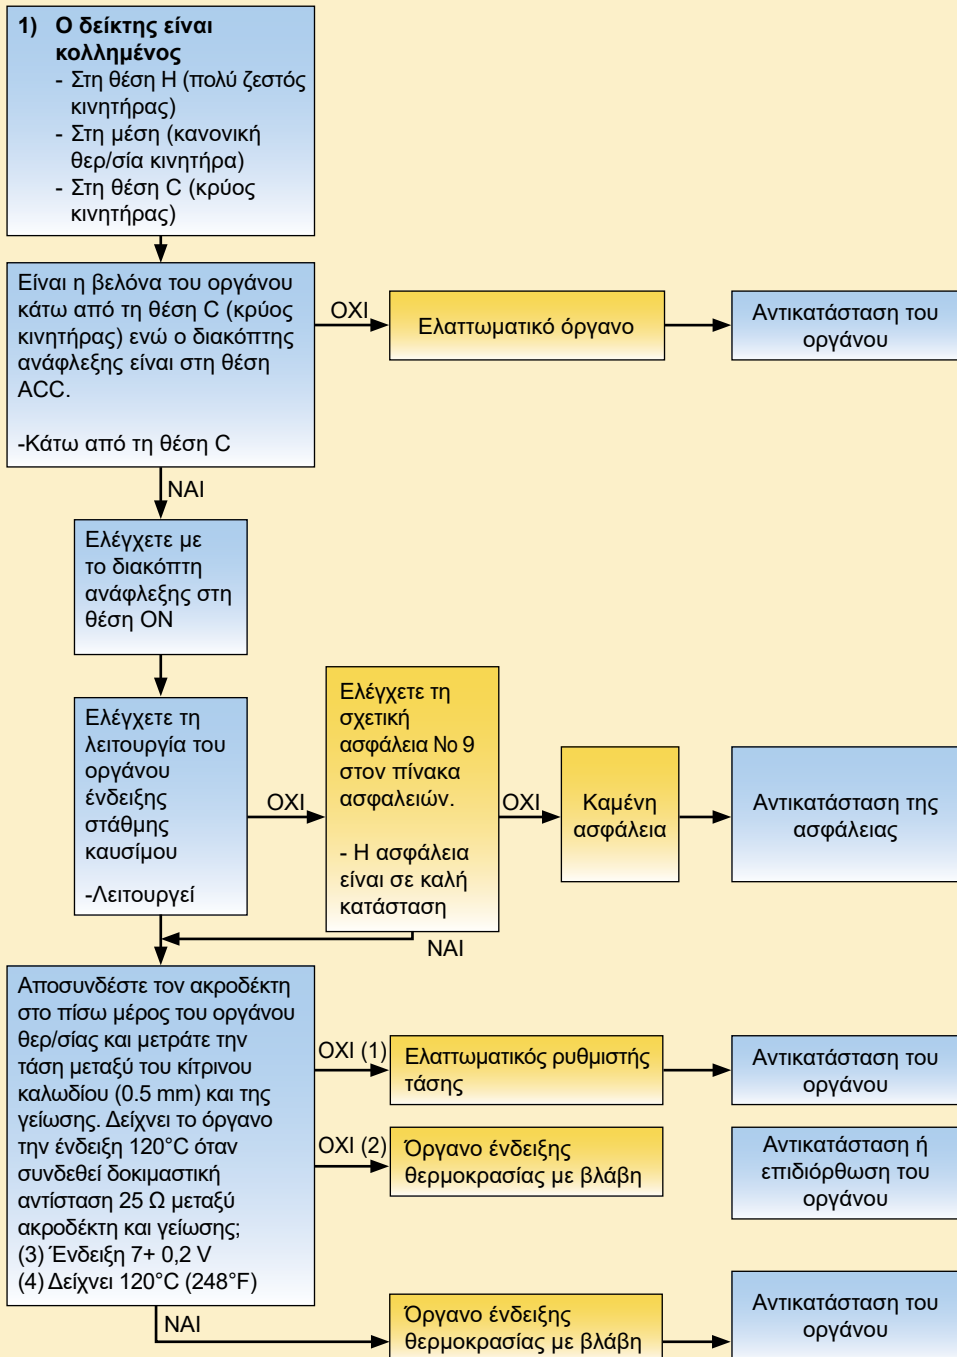 1) Ο δείκτης είναι
κολλημένος
- Στη θέση Η (πολύ ζεστός
κινητήρας)
- Στη μέση (κανονική
θερ/σία κινητήρα)
- Στη θέση C (κρύος
κινητήρας)
Είναι η βελόνα του οργάνου
κάτω από τη θέση C (κρύος
κινητήρας) ενώ ο διακόπτης
ανάφλεξης είναι στη θέση
ACC.
-Κάτω από τη θέση C
ΟΧΙ
Ελαττωματικό όργανο
Αντικατάσταση του
οργάνου
ΝΑΙ
Ελέγχετε με
το διακόπτη
ανάφλεξης στη
θέση ON
Ελέγχετε τη
λειτουργία του
οργάνου
ένδειξης
στάθμης
καυσίμου
-Λειτουργεί
ΟΧΙ
Ελέγχετε τη
σχετική
ασφάλεια Νο 9
στον πίνακα
ασφαλειών.
- Η ασφάλεια
είναι σε καλή
κατάσταση
ΟΧΙ
Καμένη
ασφάλεια
Αντικατάσταση της
ασφάλειας
ΝΑΙ
Αποσυνδέστε τον ακροδέκτη
στο πίσω μέρος του οργάνου
θερ/σίας και μετράτε την
τάση μεταξύ του κίτρινου
καλωδίου (0.5 mm) και της
γείωσης. Δείχνει το όργανο
την ένδειξη 120°C όταν
συνδεθεί δοκιμαστική
αντίσταση 25 Ω μεταξύ
ακροδέκτη και γείωσης;
(3) Ένδειξη 7+ 0,2 V
(4) Δείχνει 120°C (248°F)
ΟΧΙ (1)
Ελαττωματικός ρυθμιστής
τάσης
Αντικατάσταση του
οργάνου
ΟΧΙ (2)
Όργανο ένδειξης
θερμοκρασίας με βλάβη
Αντικατάσταση ή
επιδιόρθωση του
οργάνου
ΝΑΙ
Όργανο ένδειξης
θερμοκρασίας με βλάβη
Αντικατάσταση του
οργάνου